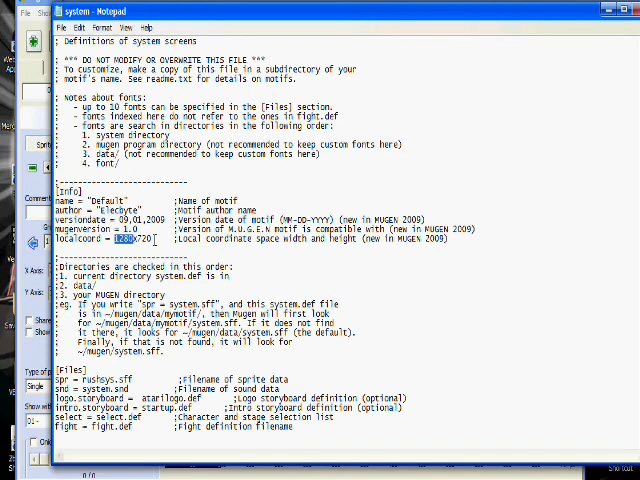 system - Notepad
File Edit Format View Help
; Definitions of system screens
; *** DO NOT MODIFY OR OVERWRITE THIS FILE ***
; To customize, make a copy of this file in a subdirectory of your
; motif's name. See readme.txt for details on motifs.
; Notes about fonts:
; - up to 10 fonts can be specified in the [Files] section.
; - fonts indexed here do not refer to the ones in fight.def
; - fonts are search in directories in the following order:
; 1. system directory
; 2. mugen program directory (not recommended to keep custom fonts here)
; 3. data/ (not recommended to keep custom fonts here)
; 4. font/
;---------------------------
[Info]
name = "Default" ;Name of motif
author = "Elecbyte" ;Motif author name
versiondate = 09,01,2009 ;Version date of motif (MM-DD-YYYY) (new in MUGEN 2009)
mugenversion = 1.0 ;Version of M.U.G.E.N motif is compatible with (new in MUGEN 2009)
localcoord = 1280x720 ;Local coordinate space width and height (new in MUGEN 2009)
;---------------------------
;Directories are checked in this order:
;1. current directory system.def is in
;2. data/
;3. your MUGEN directory
;eg. If you write "spr = system.sff", and this system.def file
; is in ~/mugen/data/mymotif/, then Mugen will first look
; for ~/mugen/data/mymotif/system.sff. If it does not find
; it there, it looks for ~/mugen/data/system.sff (the default).
; Finally, if that is not found, it will look for
; ~/mugen/system.sff.
[Files]
spr = rushsys.sff ;Filename of sprite data
snd = system.snd ;Filename of sound data
logo.storyboard = atarilogo.def ;Logo storyboard definition (optional)
intro.storyboard = startup.def ;Intro storyboard definition (optional)
select = select.def ;Character and stage selection list
fight = fight.def ;Fight definition filename
File
X Axis:
Y Axis:
Type of
Single
Show with
01-
0 / 0
Shortcut to